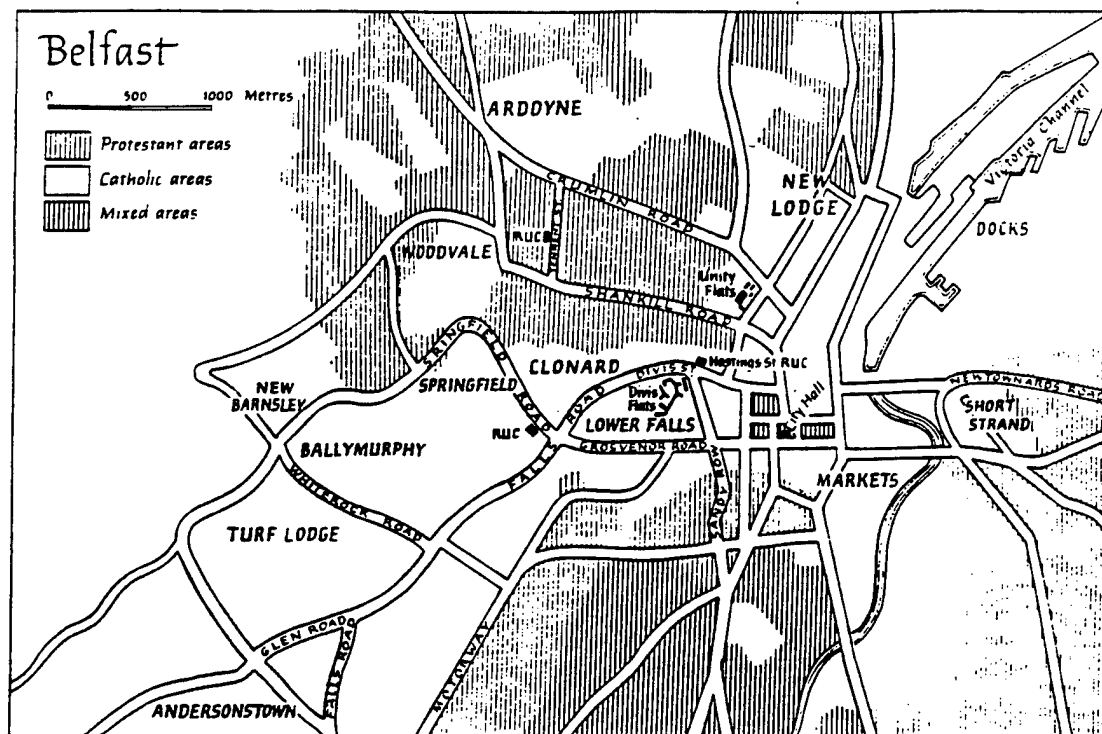 Belfast
0 500 1000 Metres
Protestant areas
Catholic areas
Mixed areas
ARDOYNE
CRUMLIN ROAD
NEW
LODGE
Victoria Channel
DOCKS
WOODVALE
RUC
TENNENT ST.
Unity
Flats
SHANKILL ROAD
SPRINGFIELD ROAD
CLONARD
DIVIS ST
Hastings St RUC
NEW
BARNSLEY
SPRINGFIELD
FALLS ROAD
Divis
Flats
City Hall
NEWTOWNARDS ROAD
SHORT
STRAND
RUC
LOWER FALLS
GROSVENOR ROAD
BALLYMURPHY
SANDY ROW
MARKETS
WHITEROCK ROAD
TURF LODGE
GLEN ROAD
FALLS ROAD
MOTORWAY
ANDERSONSTOWN